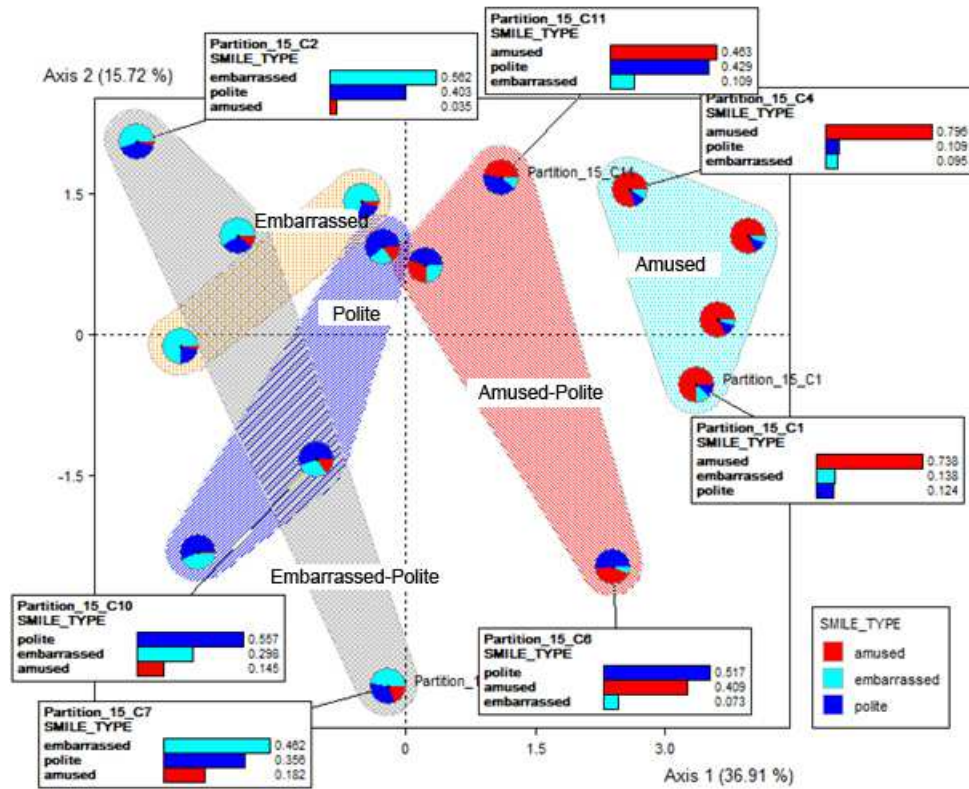 Partition_15_C2
SMILE_TYPE
embarrassed 0.562
polite 0.403
amused 0.035
Partition_15_C11
SMILE_TYPE
amused 0.463
polite 0.429
embarrassed 0.109
Axis 2 (15.72 %)
Partition_15_C4
SMILE_TYPE
amused 0.796
polite 0.109
embarrassed 0.095
1.5
Embarrassed
Amused
Polite
0
Amused-Polite
Partition_15_C1
Partition_15_C1
SMILE_TYPE
amused 0.738
embarrassed 0.138
polite 0.124
-1.5
Embarrassed-Polite
Partition_15_C10
SMILE_TYPE
polite 0.557
embarrassed 0.298
amused 0.145
Partition_15_C6
SMILE_TYPE
polite 0.517
amused 0.409
embarrassed 0.073
SMILE_TYPE
amused
embarrassed
polite
Partition_15_C7
SMILE_TYPE
embarrassed 0.462
polite 0.356
amused 0.182
0 1.5 3.0
Axis 1 (36.91 %)